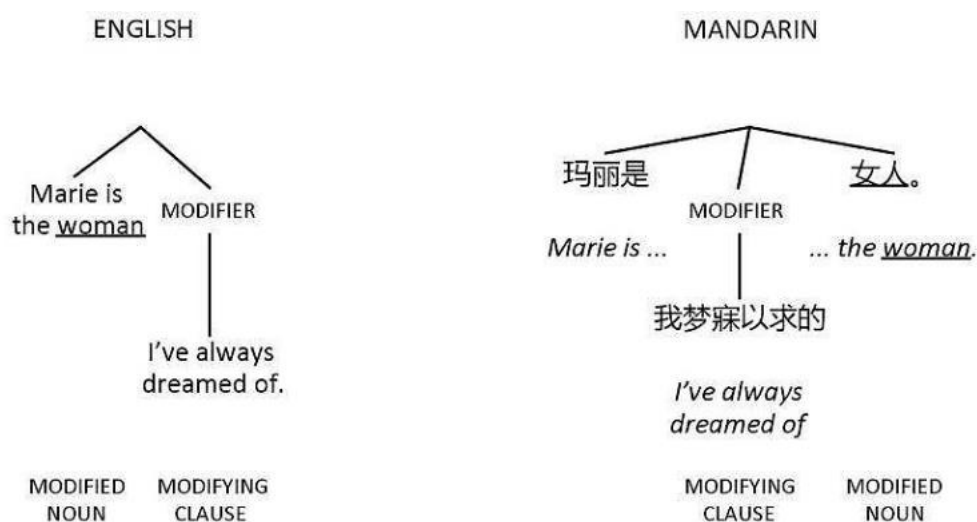 ENGLISH
Marie is
the woman
MODIFIER
I've always
dreamed of.
MODIFIED
NOUN
MODIFYING
CLAUSE
MANDARIN
玛丽是
女人。
MODIFIER
Marie is ...
... the woman.
我梦寐以求的
I've always
dreamed of
MODIFYING
CLAUSE
MODIFIED
NOUN